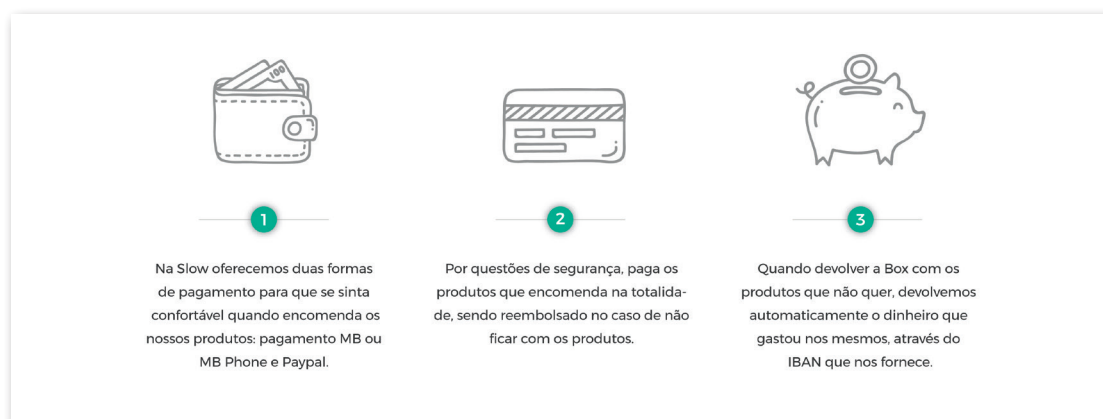 100
1
Na Slow oferecemos duas formas
de pagamento para que se sinta
confortável quando encomenda os
nossos produtos: pagamento MB ou
MB Phone e Paypal.
2
Por questões de segurança, paga os
produtos que encomenda na totalida-
de, sendo reembolsado no caso de não
ficar com os produtos.
3
Quando devolver a Box com os
produtos que não quer, devolvemos
automaticamente o dinheiro que
gastou nos mesmos, através do
IBAN que nos fornece.